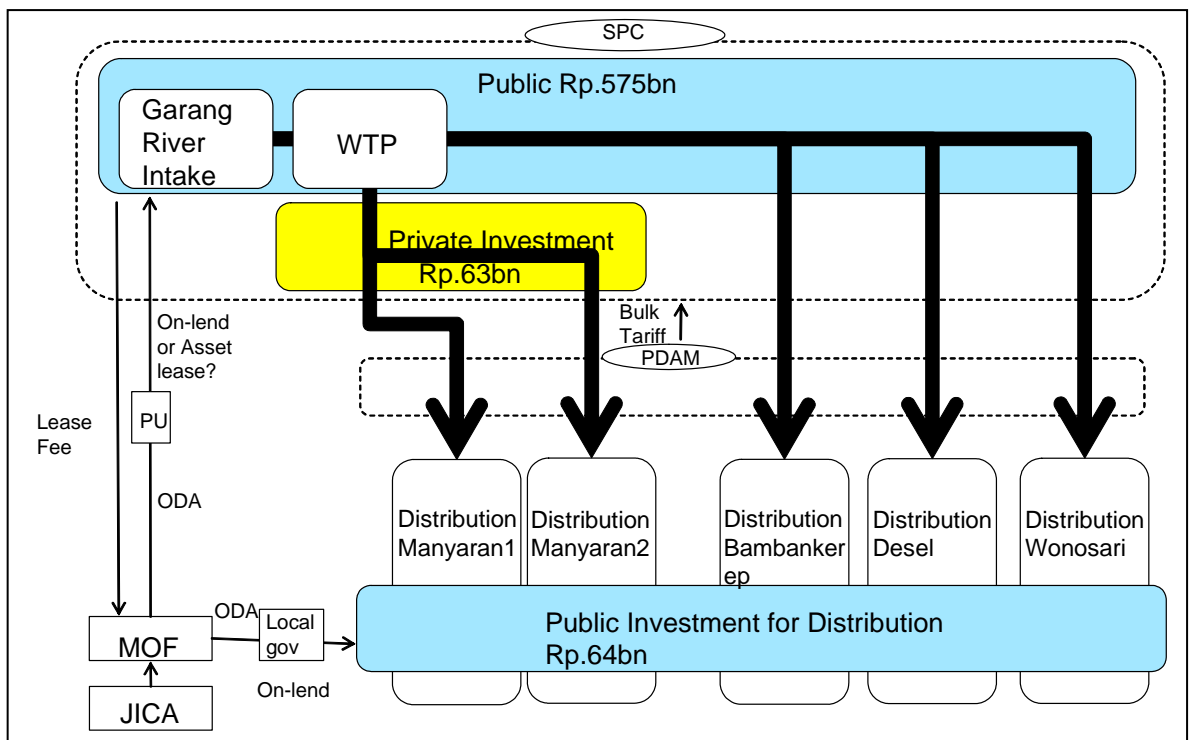 SPC
Public Rp.575bn
Garang
River
Intake
WTP
Private Investment
Rp.63bn
Bulk
Tariff
PDAM
On-lend
or Asset
lease?
PU
Lease
Fee
ODA
Distribution
Manyaran1
Distribution
Manyaran2
Distribution
Bambanker
ep
Distribution
Desel
Distribution
Wonosari
ODA
MOF
Local
gov
On-lend
Public Investment for Distribution
Rp.64bn
JICA